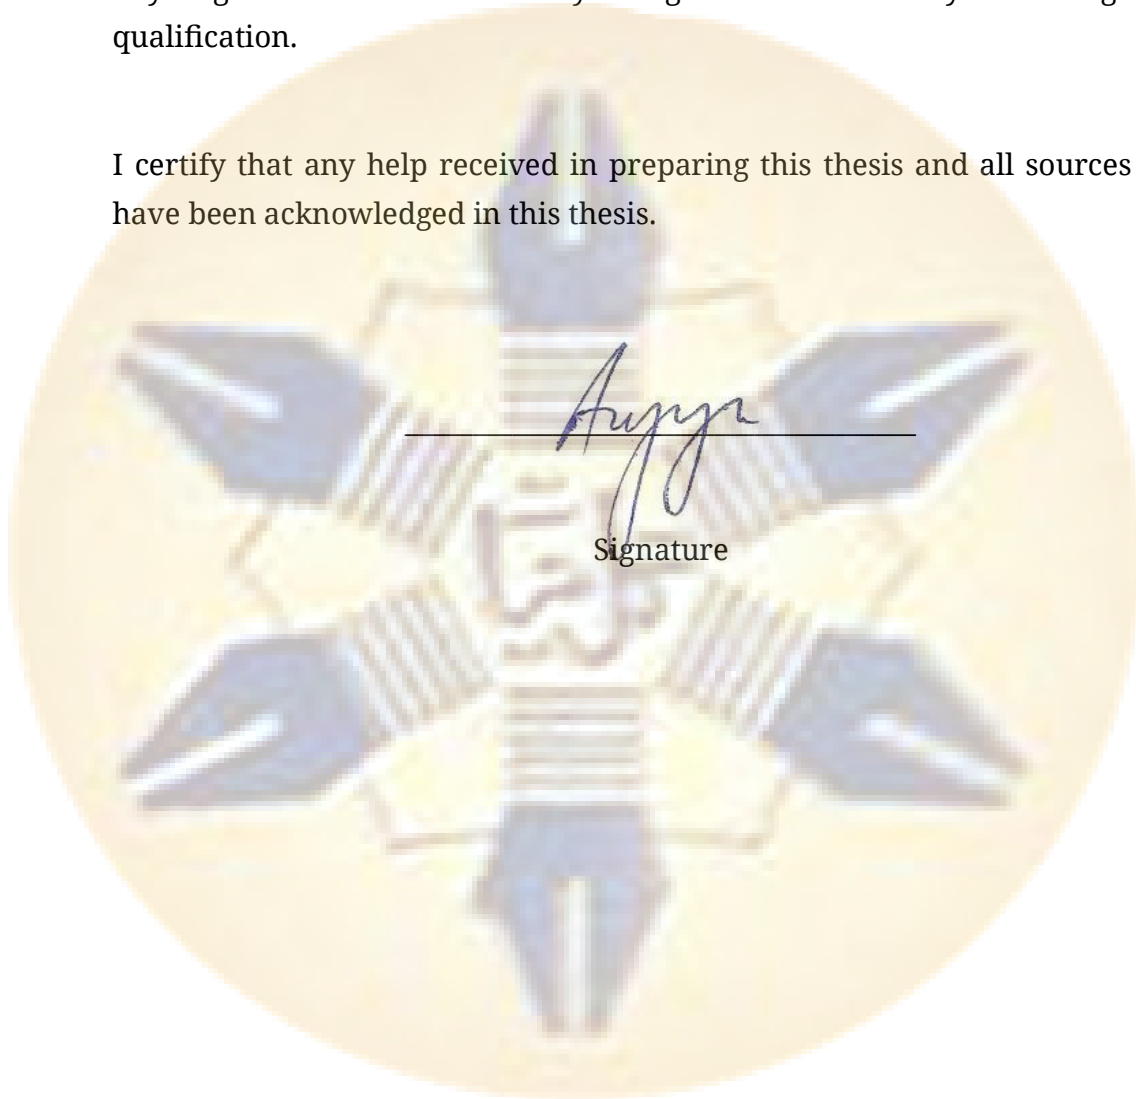 qualification.
I certify that any help received in preparing this thesis and all sources
have been acknowledged in this thesis.
Signature